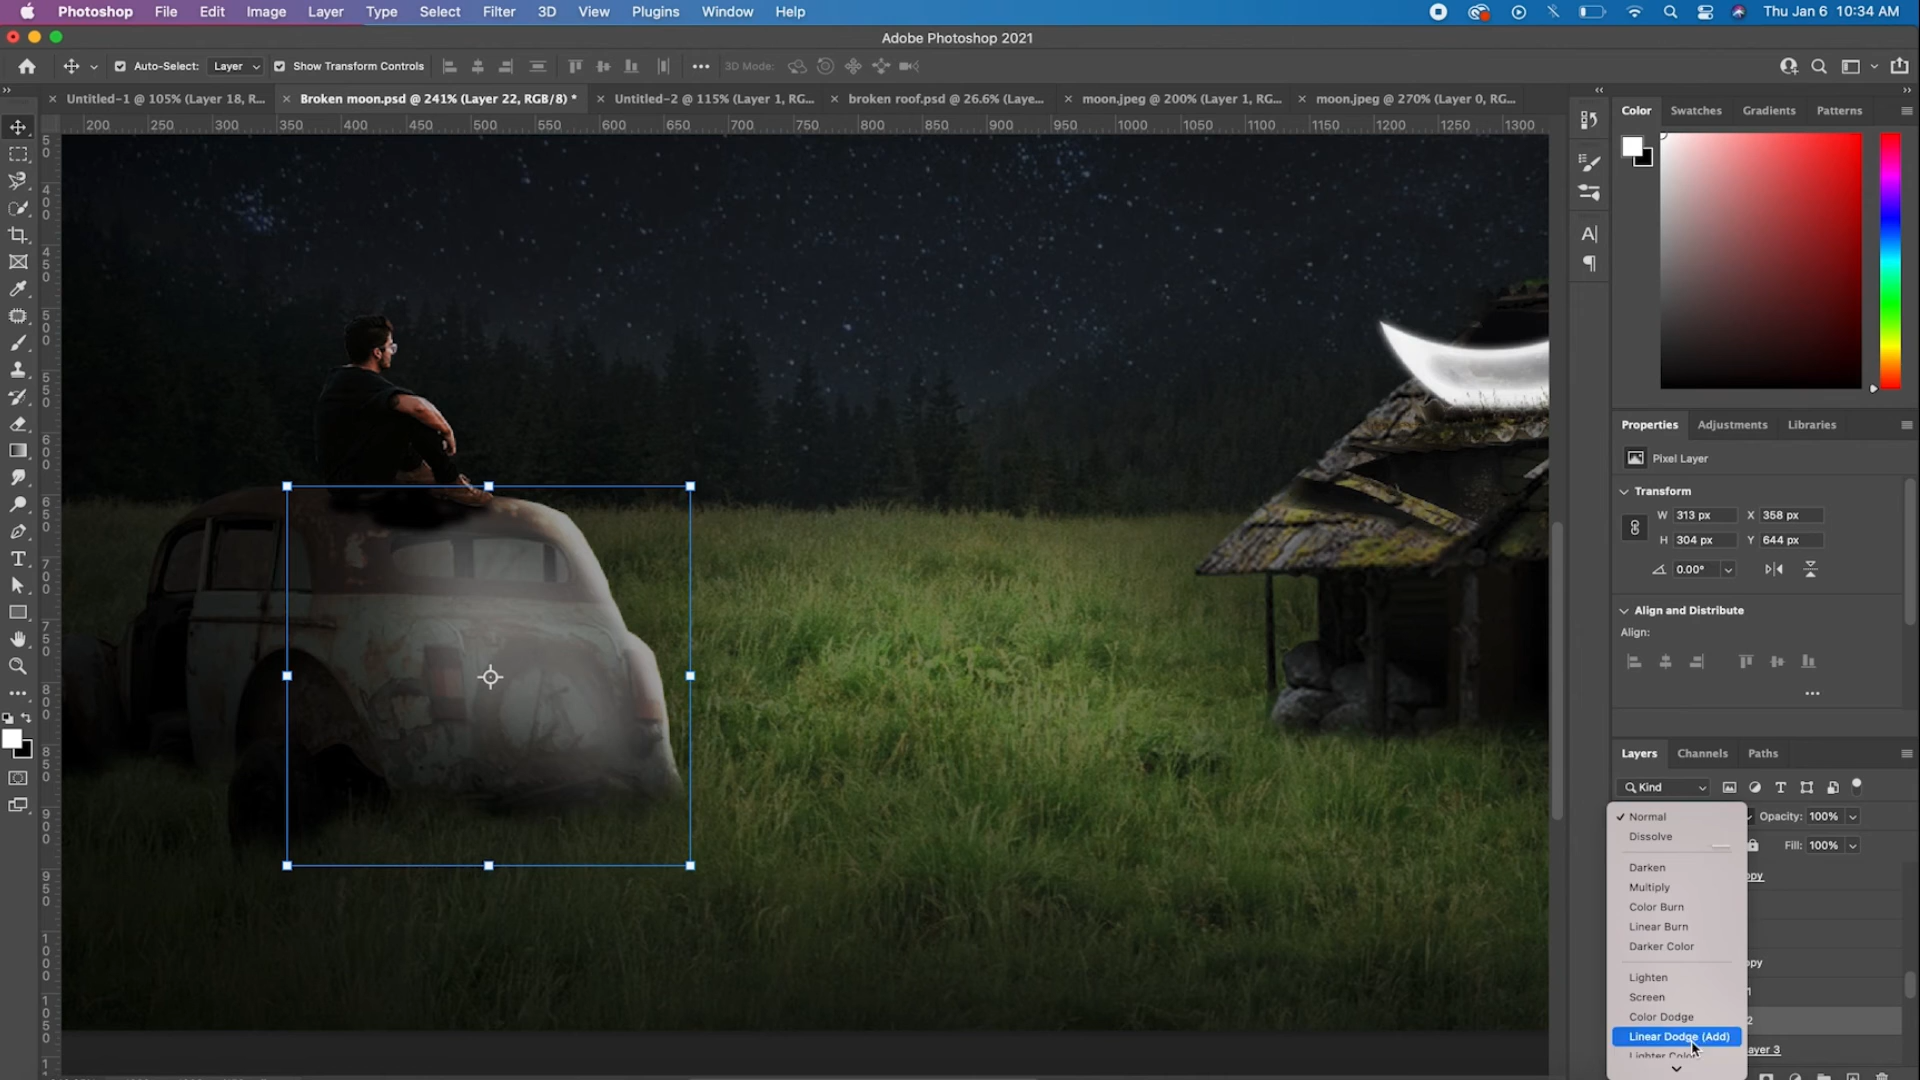 Photoshop File Edit Image Layer Type Select Filter 3D View Plugins Window Help Thu Jan 6 10:34 AM
Adobe Photoshop 2021
Auto-Select: Layer Show Transform Controls 3D Mode:
Untitled-1 @ 105% (Layer 18, R... Broken moon.psd @ 241% (Layer 22, RGB/8) * Untitled-2 @ 115% (Layer 1, RG... broken roof.psd @ 26.6% (Laye... moon.jpeg @ 200% (Layer 1, RG... moon.jpeg @ 270% (Layer 0, RG...
200 250 300 350 400 450 500 550 600 650 700 750 800 850 900 950 1000 1050 1100 1150 1200 1250 1300
Color Swatches Gradients Patterns
Properties Adjustments Libraries
Pixel Layer
Transform
W 313 px X 358 px
H 304 px Y 644 px
0.00°
Align and Distribute
Align:
Layers Channels Paths
Kind
Normal Opacity: 100%
Dissolve
Fill: 100%
Darken opy
Multiply
Color Burn
Linear Burn
Darker Color
opy
Lighten
Screen
Color Dodge 2
Linear Dodge (Add)
Lighter Color ayer 3